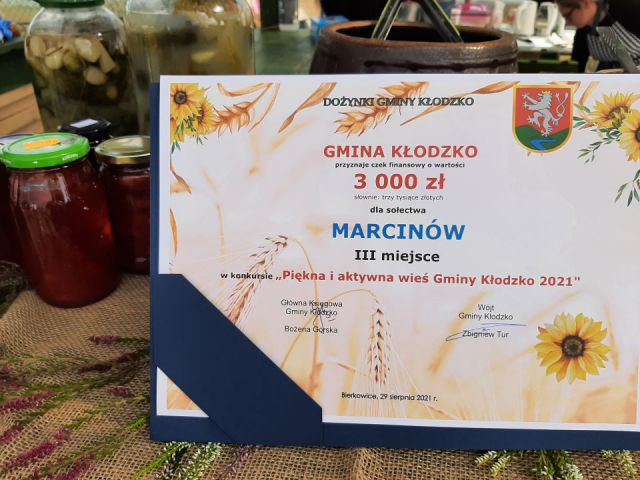 DOŻYNKI GMINY KŁODZKO
GMINA KŁODZKO
przyznaje czek finansowy o wartości
3 000 zł
słownie: trzy tysiące złotych
dla sołectwa
MARCINÓW
III miejsce
w konkursie „Piękna i aktywna wieś Gminy Kłodzko 2021"
Główna Księgowa
Gminy Kłodzko
Bożena Górska
Wójt
Gminy Kłodzko
Zbigniew Tur
Bierkowice, 29 sierpnia 2021 r.